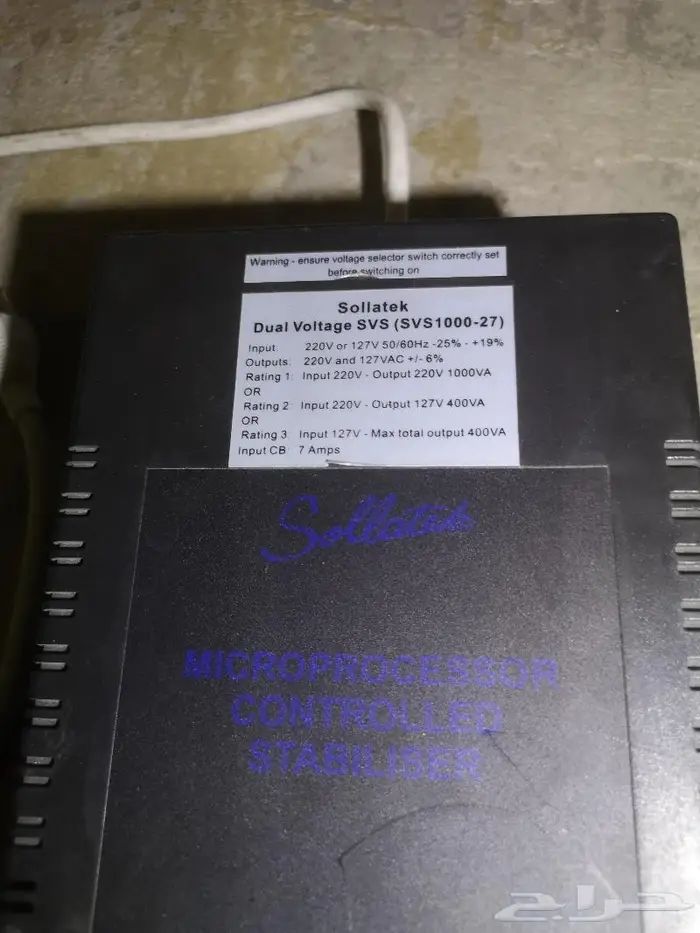 Warning - ensure voltage selector switch correctly set
before switching on
Sollatek
Dual Voltage SVS (SVS1000-27)
Input: 220V or 127V 50/60Hz -25% - +19%
Outputs: 220V and 127VAC +/- 6%
Rating 1: Input 220V - Output 220V 1000VA
OR
Rating 2: Input 220V - Output 127V 400VA
OR
Rating 3: Input 127V - Max total output 400VA
Input CB: 7 Amps
Sollatek
MICROPROCESSOR
CONTROLLED
STABILISER
حراج